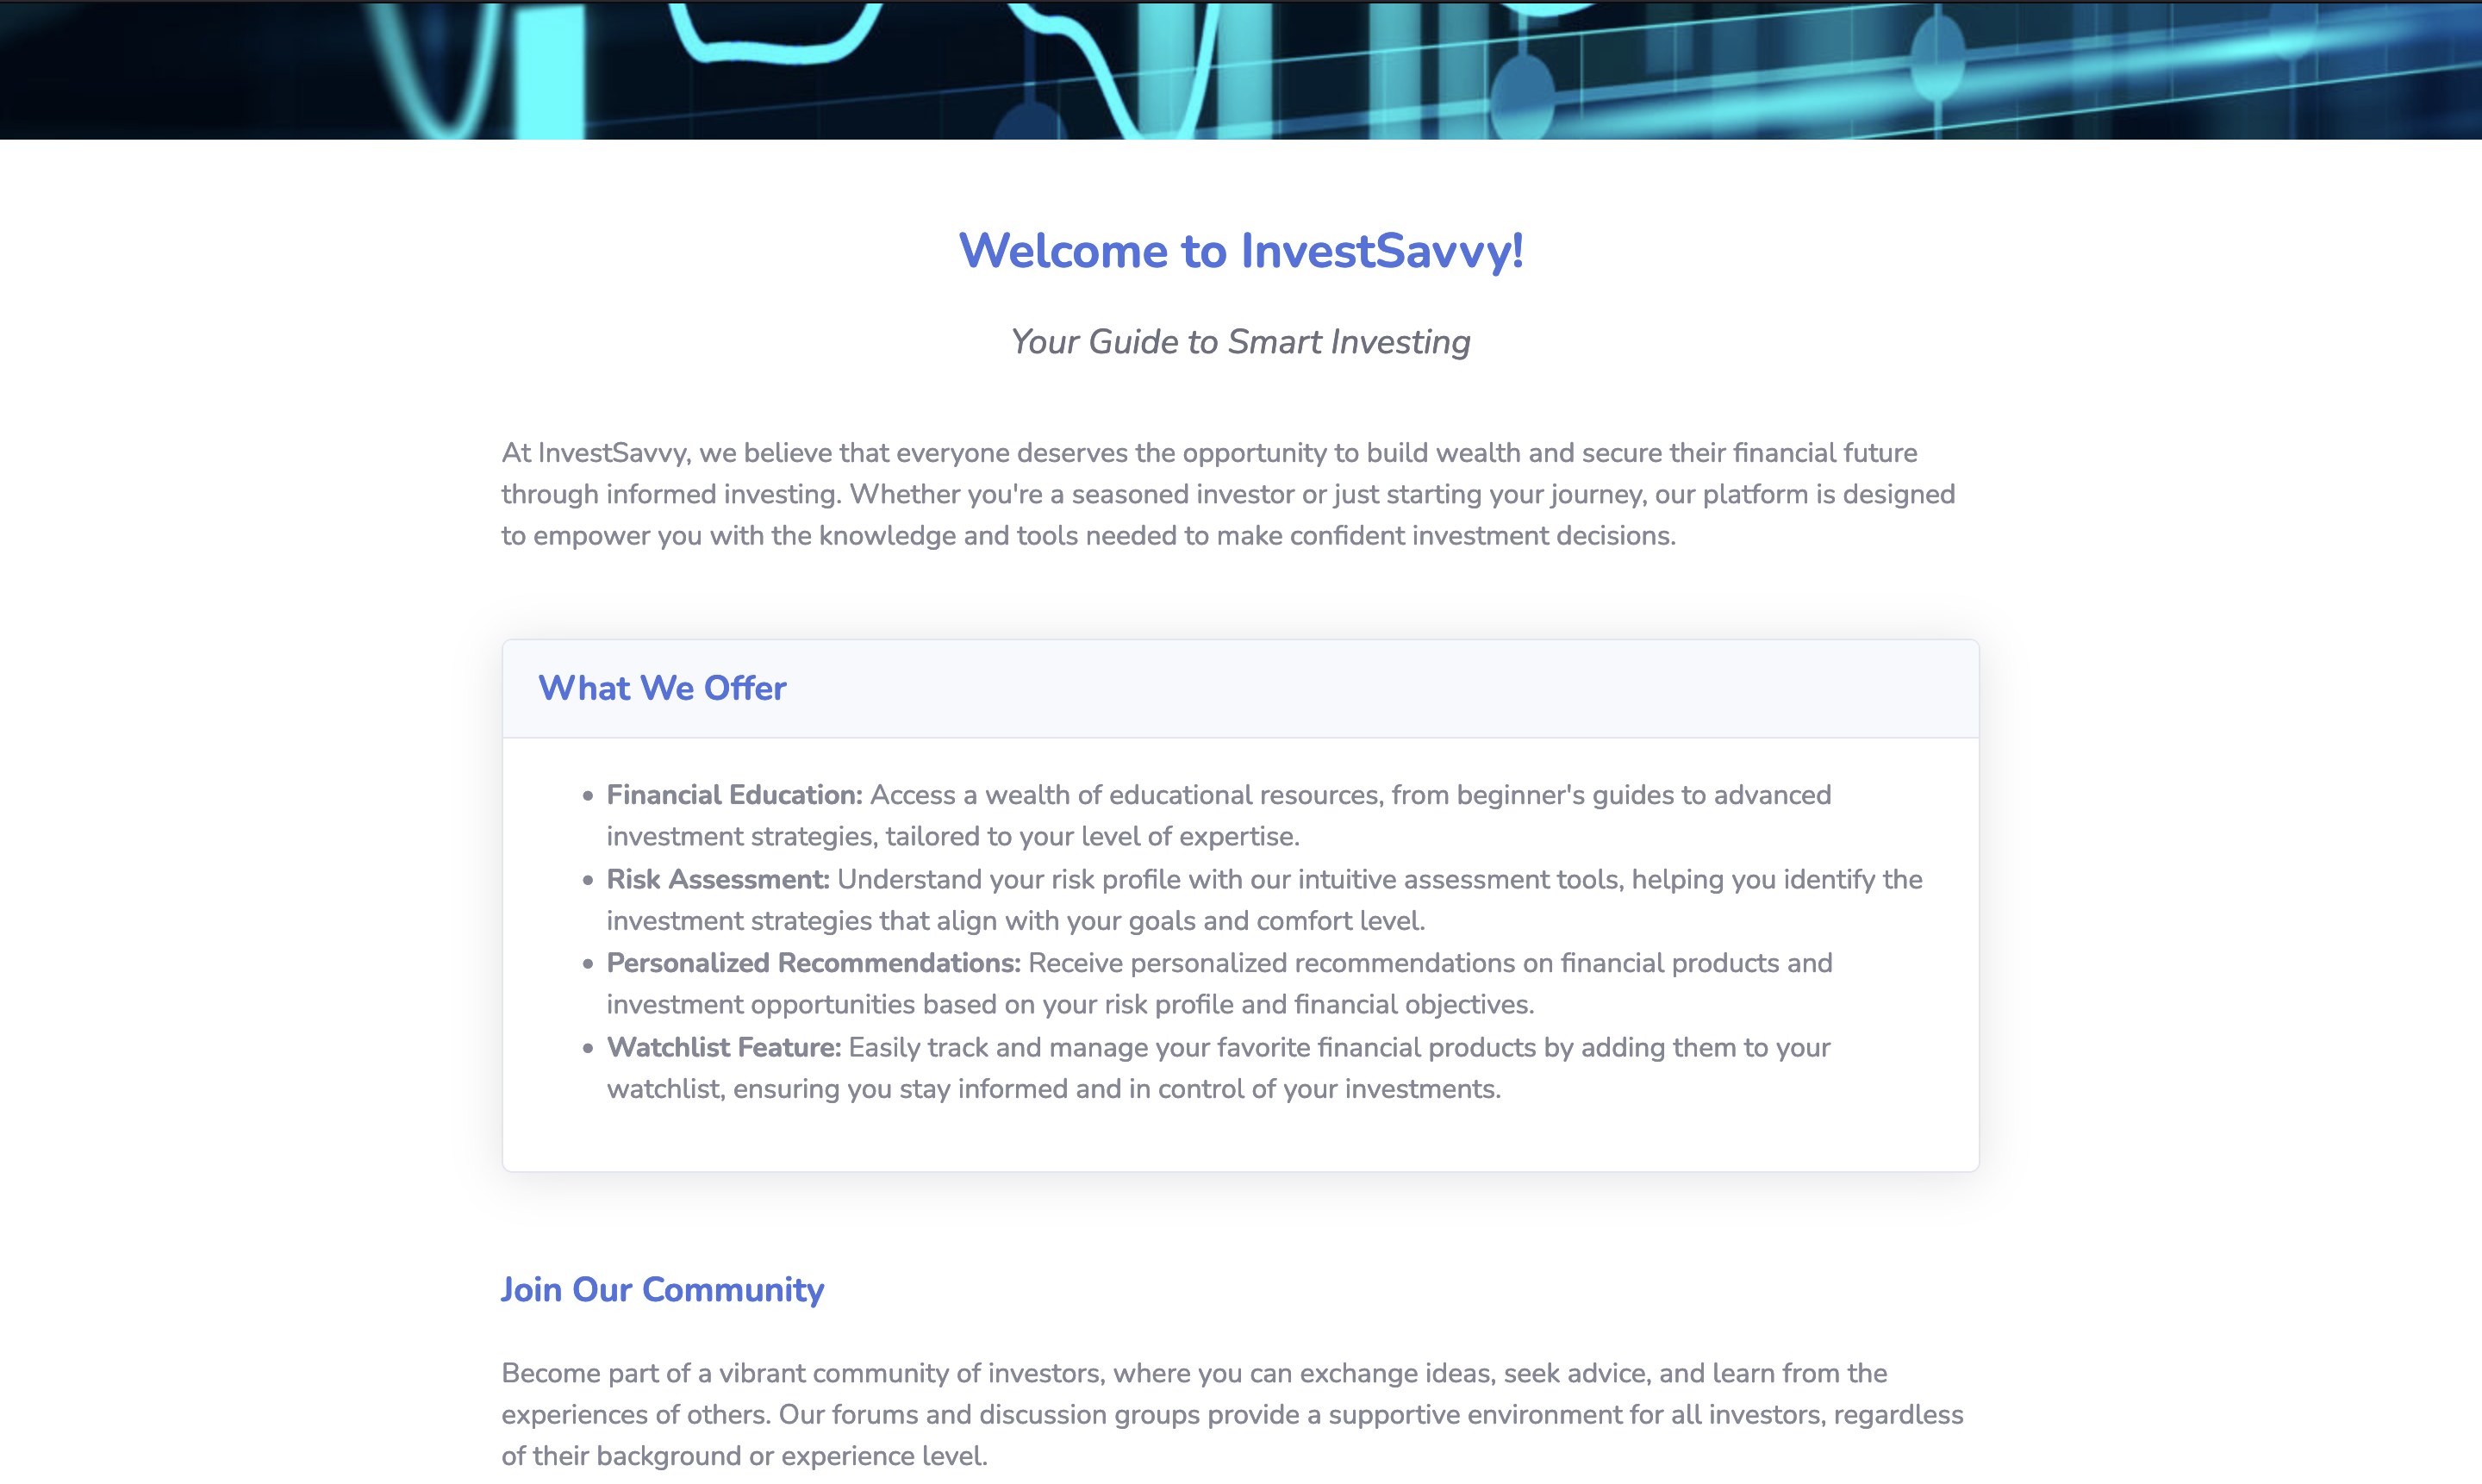 Welcome to InvestSavvy!
Your Guide to Smart Investing
At InvestSavvy, we believe that everyone deserves the opportunity to build wealth and secure their financial future
through informed investing. Whether you're a seasoned investor or just starting your journey, our platform is designed
to empower you with the knowledge and tools needed to make confident investment decisions.
What We Offer
• Financial Education: Access a wealth of educational resources, from beginner's guides to advanced
investment strategies, tailored to your level of expertise.
• Risk Assessment: Understand your risk profile with our intuitive assessment tools, helping you identify the
investment strategies that align with your goals and comfort level.
• Personalized Recommendations: Receive personalized recommendations on financial products and
investment opportunities based on your risk profile and financial objectives.
• Watchlist Feature: Easily track and manage your favorite financial products by adding them to your
watchlist, ensuring you stay informed and in control of your investments.
Join Our Community
Become part of a vibrant community of investors, where you can exchange ideas, seek advice, and learn from the
experiences of others. Our forums and discussion groups provide a supportive environment for all investors, regardless
of their background or experience level.